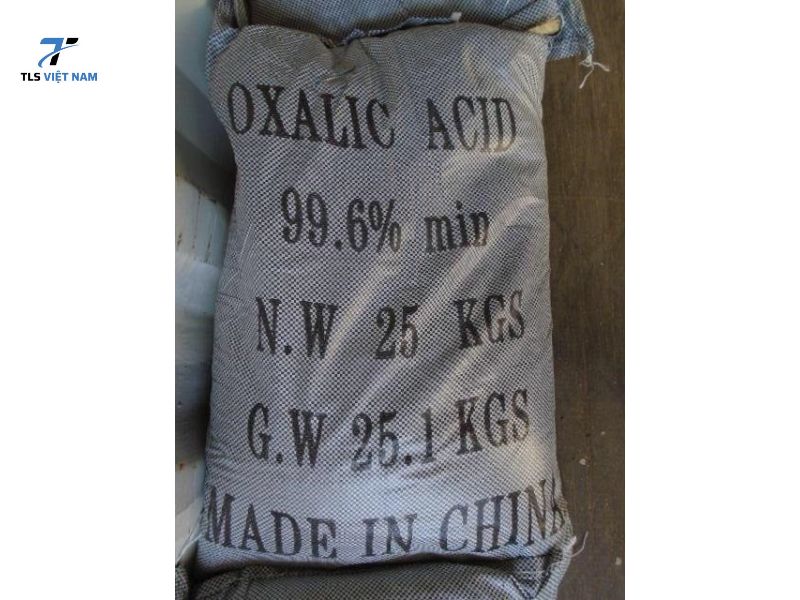 TLS VIỆT NAM
OXALIC ACID
99.6% min
N.W 25 KGS
G.W 25.1 KGS
MADE IN CHINA